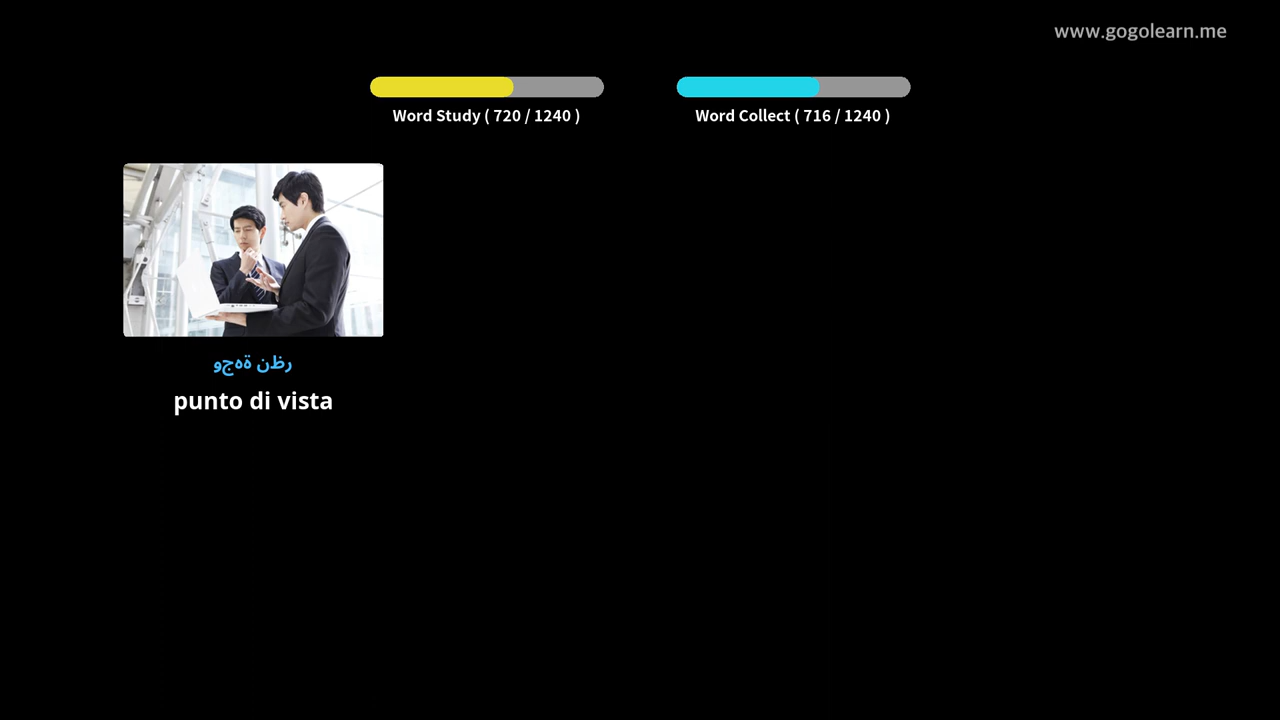 www.gogolearn.me
Word Study ( 720 / 1240 )
Word Collect ( 716 / 1240 )
رظن ةهجو
punto di vista